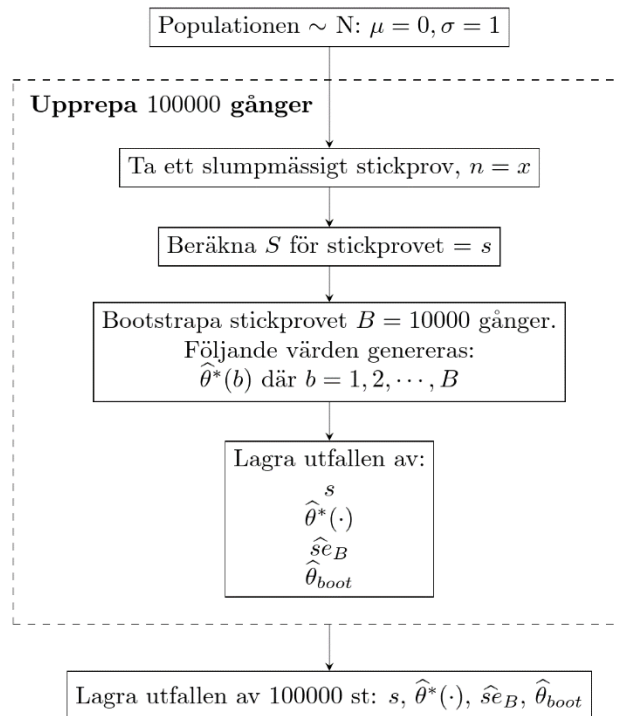 Populationen ∼ N: μ = 0, σ = 1
Upprepa 100000 gånger
Ta ett slumpmässigt stickprov, n = x
Beräkna S för stickprovet = s
Bootstrapa stickprovet B = 10000 gånger.
Följande värden genereras:
θ̂*(b) där b = 1, 2, ⋯, B
Lagra utfallen av:
s
θ̂*(·)
ŝe_B
θ̂_boot
Lagra utfallen av 100000 st: s, θ̂*(·), ŝe_B, θ̂_boot